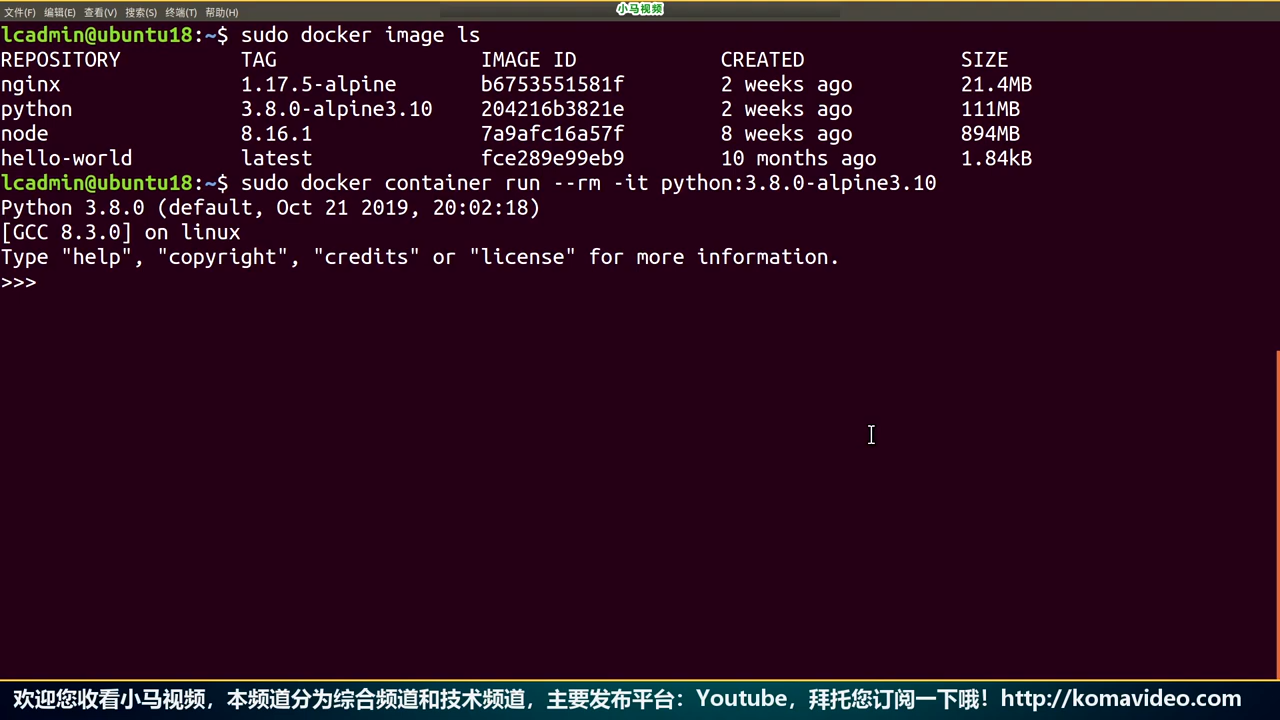 文件(F) 编辑(E) 查看(V) 搜索(S) 终端(T) 帮助(H)
小马视频
lcadmin@ubuntu18:~$ sudo docker image ls
REPOSITORY TAG IMAGE ID CREATED SIZE
nginx 1.17.5-alpine b6753551581f 2 weeks ago 21.4MB
python 3.8.0-alpine3.10 204216b3821e 2 weeks ago 111MB
node 8.16.1 7a9afc16a57f 8 weeks ago 894MB
hello-world latest fce289e99eb9 10 months ago 1.84kB
lcadmin@ubuntu18:~$ sudo docker container run --rm -it python:3.8.0-alpine3.10
Python 3.8.0 (default, Oct 21 2019, 20:02:18)
[GCC 8.3.0] on linux
Type "help", "copyright", "credits" or "license" for more information.
>>>
欢迎您收看小马视频，本频道分为综合频道和技术频道，主要发布平台：Youtube，拜托您订阅一下哦！http://komavideo.com